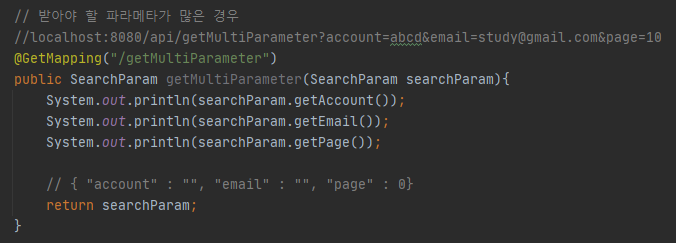 // 받아야 할 파라메타가 많은 경우
//localhost:8080/api/getMultiParameter?account=abcd&email=study@gmail.com&page=10
@GetMapping("/getMultiParameter")
public SearchParam getMultiParameter(SearchParam searchParam){
    System.out.println(searchParam.getAccount());
    System.out.println(searchParam.getEmail());
    System.out.println(searchParam.getPage());

    // { "account" : "", "email" : "", "page" : 0}
    return searchParam;
}